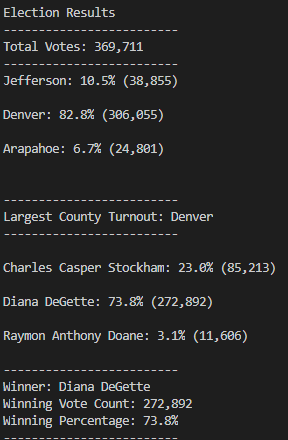 Election Results
-------------------------
Total Votes: 369,711
-------------------------
Jefferson: 10.5% (38,855)
Denver: 82.8% (306,055)
Arapahoe: 6.7% (24,801)
-------------------------
Largest County Turnout: Denver
-------------------------
Charles Casper Stockham: 23.0% (85,213)
Diana DeGette: 73.8% (272,892)
Raymon Anthony Doane: 3.1% (11,606)
-------------------------
Winner: Diana DeGette
Winning Vote Count: 272,892
Winning Percentage: 73.8%
-------------------------